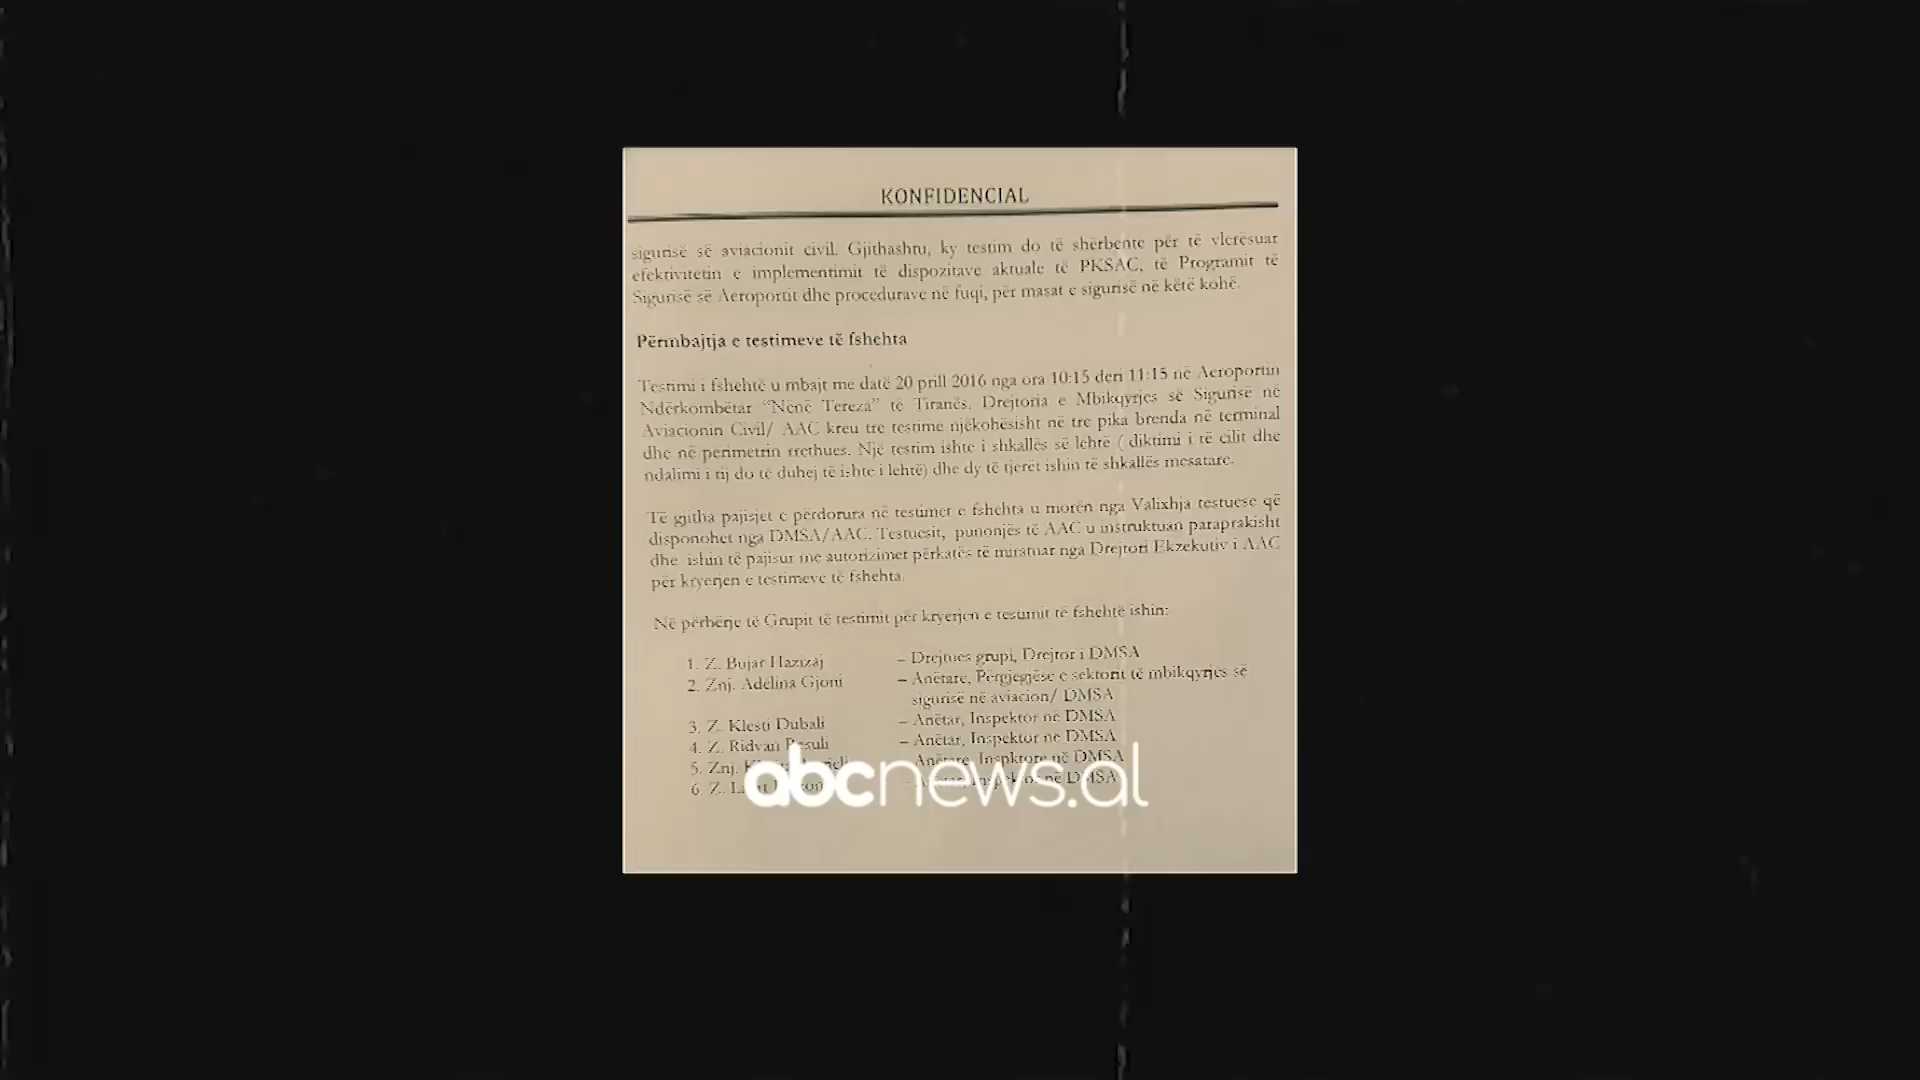 KONFIDENCIAL
sigurisë së aviacionit civil. Gjithashtu, ky testim do të shërbente për të vlerësuar
efektivitetin e implementimit të dispozitave aktuale të PKSAC, të Programit të
Sigurisë së Aeroportit dhe procedurave në fuqi, për masat e sigurisë në këtë kohë.
Përmbajtja e testimeve të fshehta
Testimi i fshehtë u mbajt me datë 20 prill 2016 nga ora 10:15 deri 11:15 në Aeroportin
Ndërkombëtar “Nënë Tereza” të Tiranës. Drejtoria e Mbikqyrjes së Sigurisë në
Aviacionin Civil/ AAC kreu tre testime njëkohësisht në tre pika brenda në terminal
dhe në perimetrin rrethues. Një testim ishte i shkallës së lehtë ( diktimi i të cilit dhe
ndalimi i tij do të duhej të ishte i lehtë) dhe dy të tjerët ishin të shkallës mesatare.
Të gjitha pajisjet e përdorura në testimet e fshehta u morën nga Valixhja testuese që
disponohet nga DMSA/AAC. Testuesit, punonjës të AAC u instruktuan paraprakisht
dhe ishin të pajisur me autorizimet përkatës të miratuar nga Drejtori Ekzekutiv i AAC
për kryerjen e testimeve të fshehta.
Në përbërje të Grupit të testimit për kryerjen e testimit të fshehtë ishin:
1. Z. Bujar Hazizaj – Drejtues grupi, Drejtor i DMSA
2. Znj. Adelina Gjoni – Anëtare, Përgjegjëse e sektorit të mbikqyrjes së
sigurisë në aviacion/ DMSA
3. Z. Klesti Dubali – Anëtar, Inspektor në DMSA
4. Z. Ridvan – Anëtar, Inspektor në DMSA
5. Znj. Anëtare, Inspktore në DMSA
6. Z. në DMSA
abcnews.al